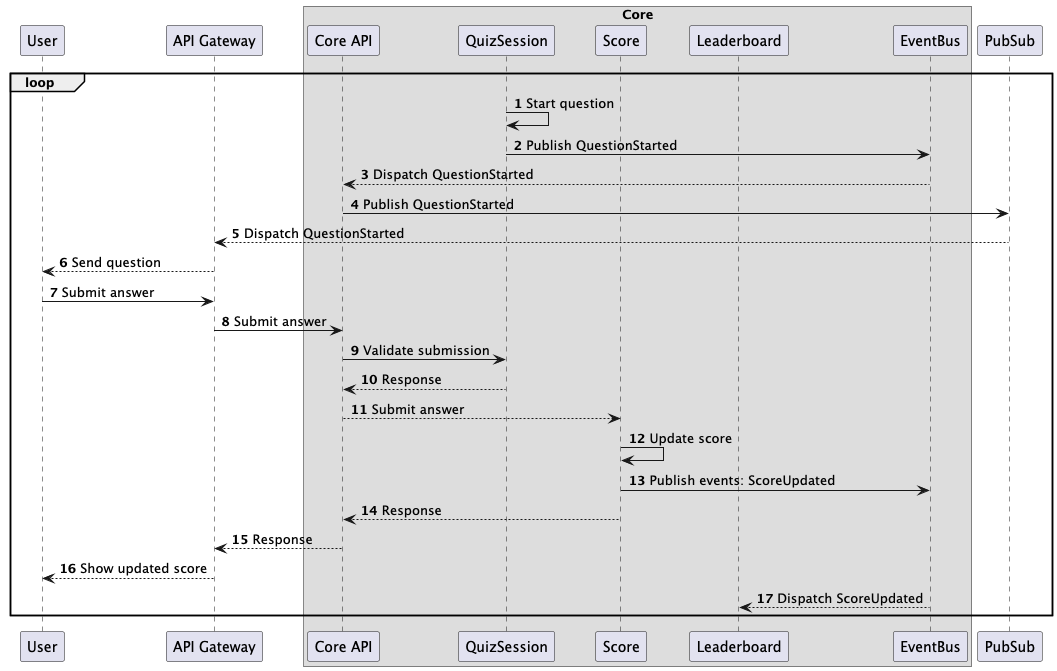 Core
User API Gateway Core API QuizSession Score Leaderboard EventBus PubSub
loop
1 Start question
2 Publish QuestionStarted
3 Dispatch QuestionStarted
4 Publish QuestionStarted
5 Dispatch QuestionStarted
6 Send question
7 Submit answer
8 Submit answer
9 Validate submission
10 Response
11 Submit answer
12 Update score
13 Publish events: ScoreUpdated
14 Response
15 Response
16 Show updated score
17 Dispatch ScoreUpdated
User API Gateway Core API QuizSession Score Leaderboard EventBus PubSub